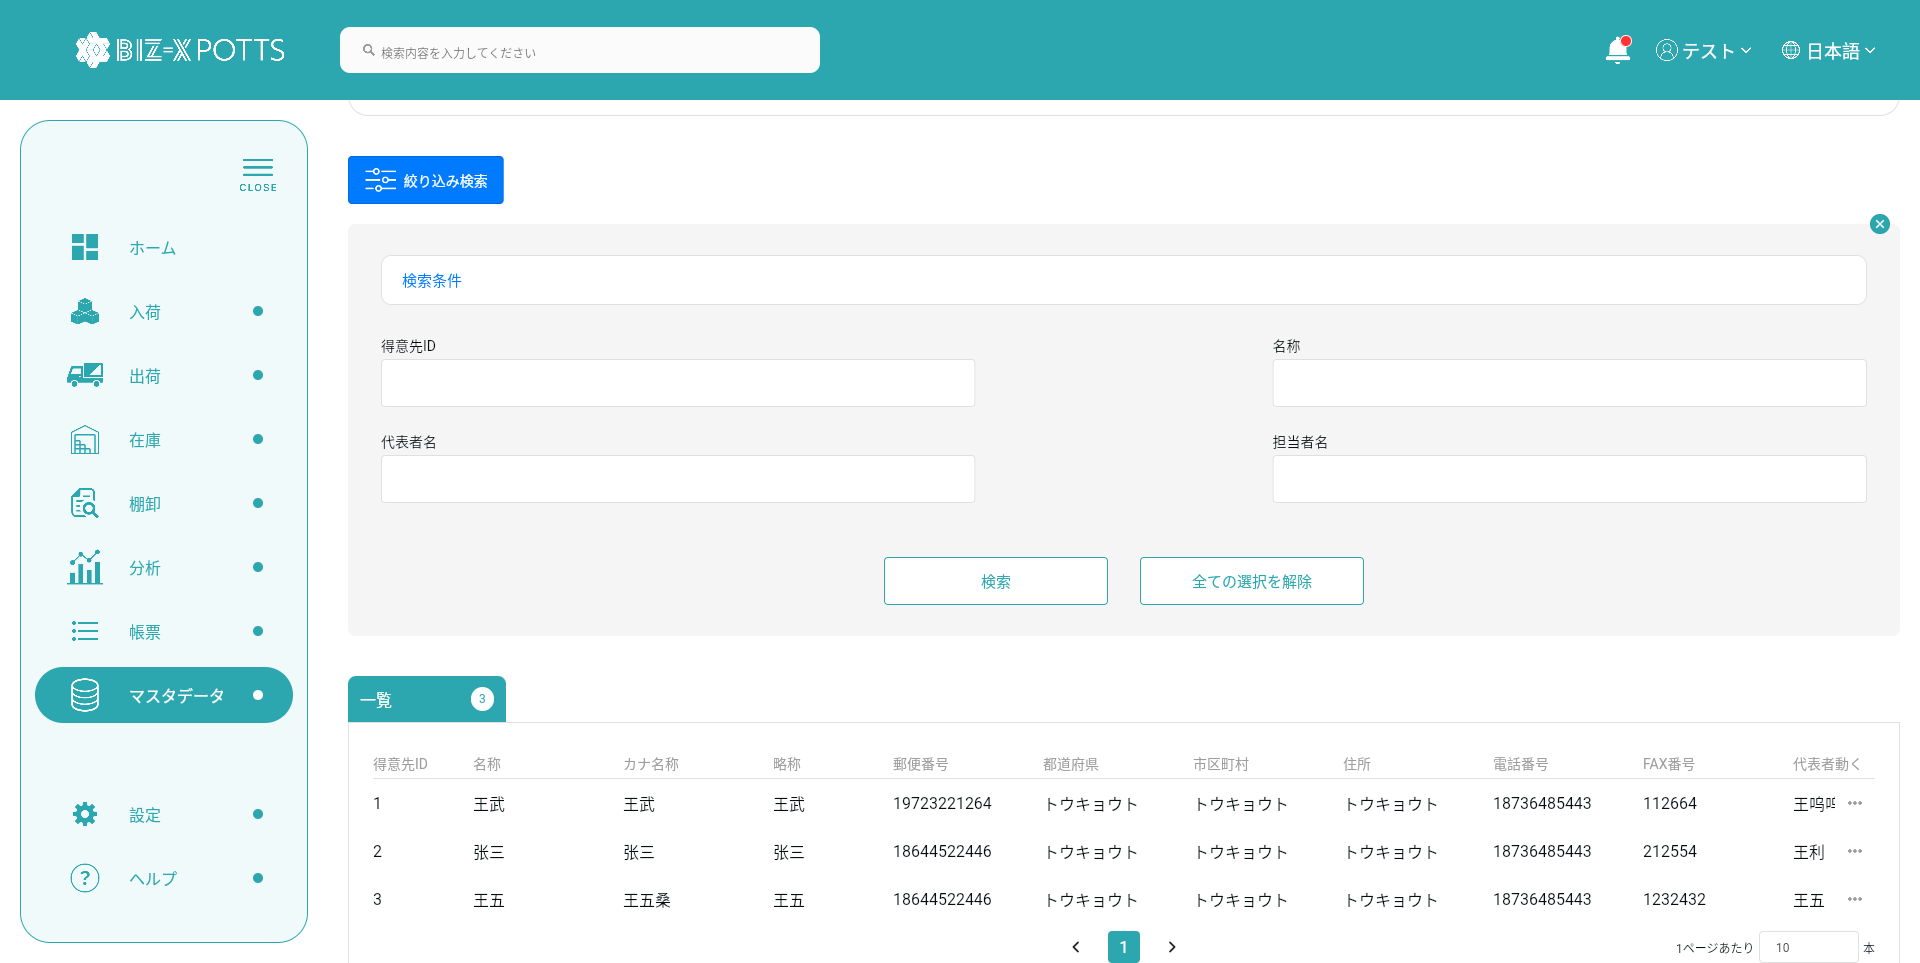 BIZ-X POTTS
検索内容を入力してください
テスト
日本語
CLOSE
ホーム
入荷
出荷
在庫
棚卸
分析
帳票
マスタデータ
設定
ヘルプ
絞り込み検索
検索条件
得意先ID
名称
代表者名
担当者名
検索
全ての選択を解除
一覧 3
得意先ID 名称 カナ名称 略称 郵便番号 都道府県 市区町村 住所 電話番号 FAX番号 代表者動く
1 王武 王武 王武 19723221264 トウキョウト トウキョウト トウキョウト 18736485443 112664 王呜
2 张三 张三 张三 18644522446 トウキョウト トウキョウト トウキョウト 18736485443 212554 王利
3 王五 王五桑 王五 18644522446 トウキョウト トウキョウト トウキョウト 18736485443 1232432 王五
1
1ページあたり 10 本